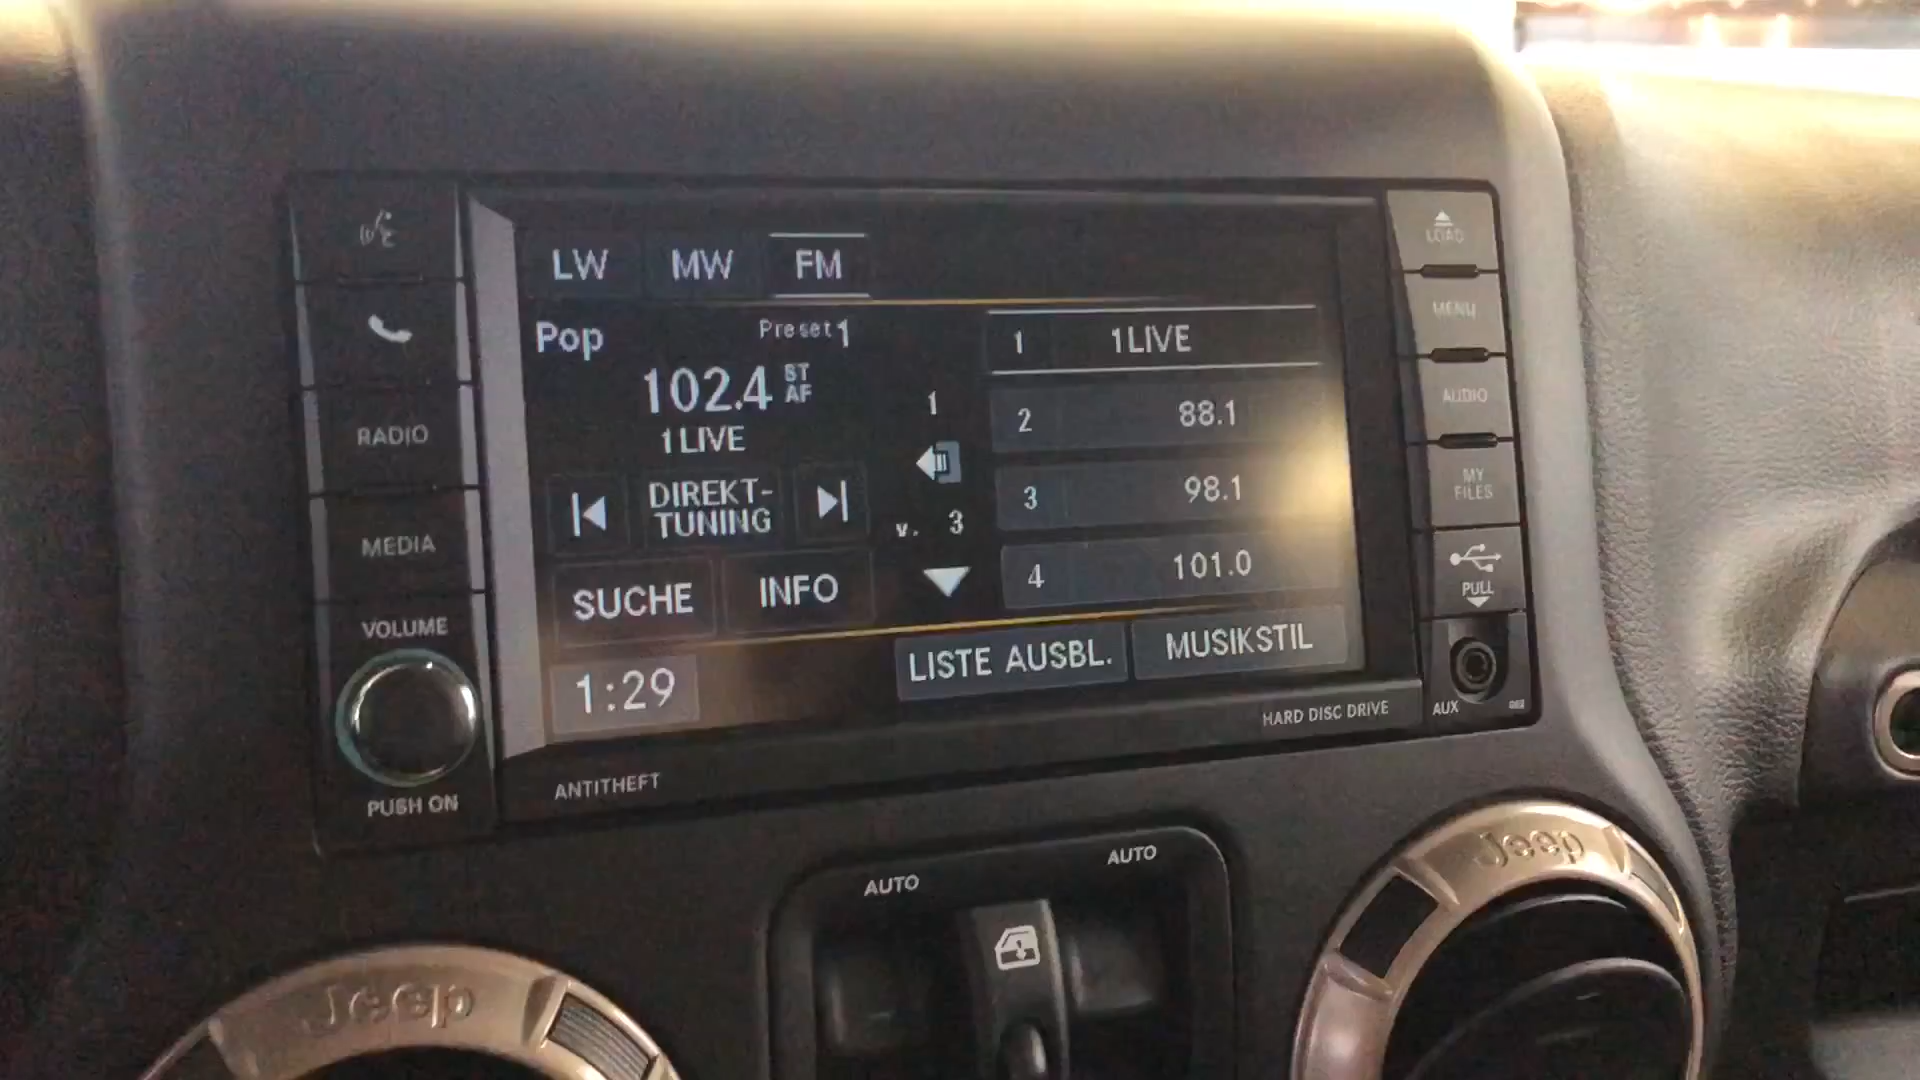 LOAD
LW MW FM
MENU
Pop Preset 1
1 1LIVE
102.4 ST AF
1LIVE
AUDIO
1
2 88.1
RADIO
DIREKT-
TUNING
3 98.1
MY
FILES
v. 3
MEDIA
SUCHE INFO
4 101.0
PULL
VOLUME
LISTE AUSBL. MUSIKSTIL
1:29
HARD DISC DRIVE
AUX
ANTITHEFT
PUSH ON
AUTO
AUTO
Jeep
Jeep